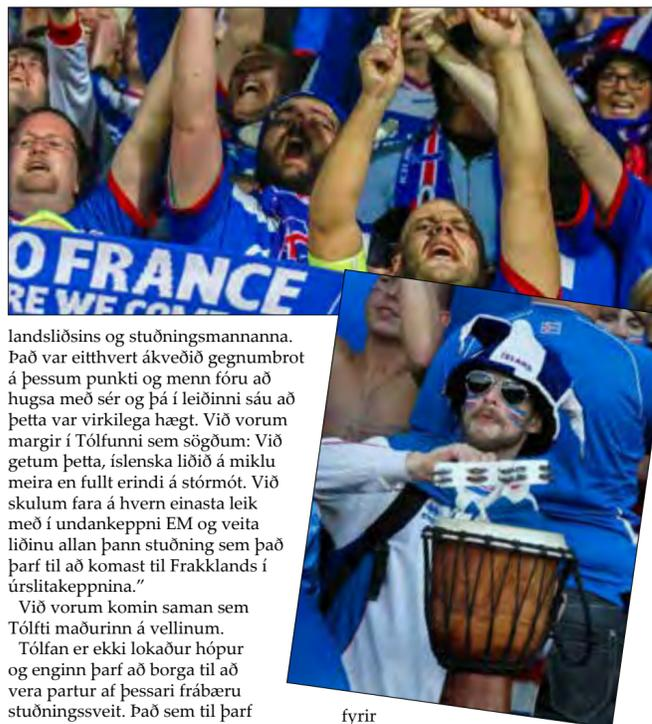 O FRANCE
RE WE COM
ÍSLAND
landsliðsins og stuðningsmannanna.
Það var eitthvert ákveðið gegnumbrot
á þessum punkti og menn fóru að
hugsa með sér og þá í leiðinni sáu að
þetta var virkilega hægt. Við vorum
margir í Tólfunni sem sögðum: Við
getum þetta, íslenska liðið á miklu
meira en fullt erindi á stórmót. Við
skulum fara á hvern einasta leik
með í undankeppni EM og veita
liðinu allan þann stuðning sem það
þarf til að komast til Frakklands í
úrslitakeppnina.”
Við vorum komin saman sem
Tólfti maðurinn á vellinum.
Tólfan er ekki lokaður hópur
og enginn þarf að borga til að
vera partur af þessari frábæru
stuðningssveit. Það sem til þarf
fyrir